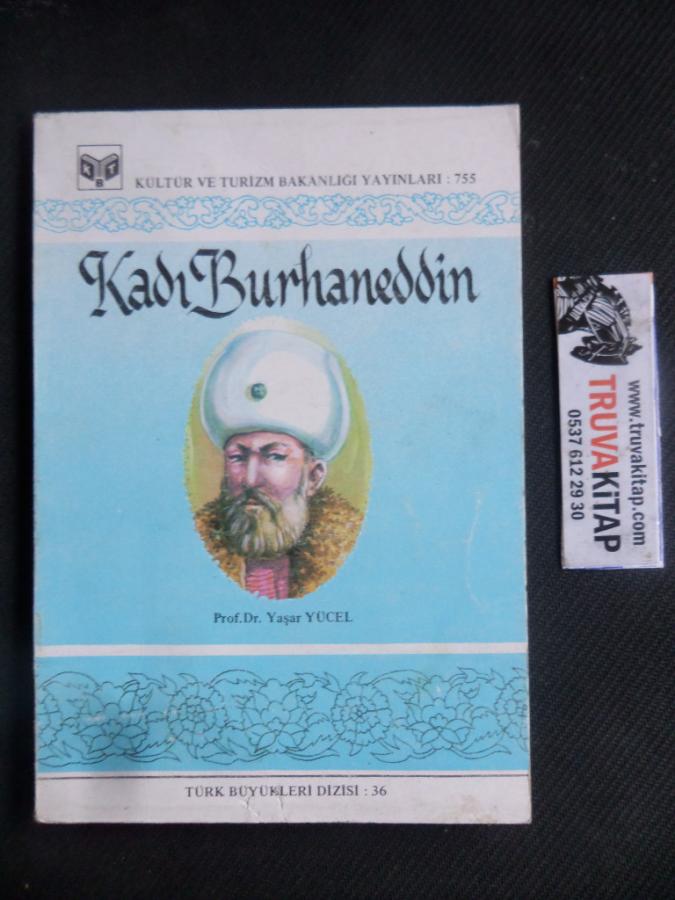 K B T
KÜLTÜR VE TURİZM BAKANLIĞI YAYINLARI : 755
Kadı Burhaneddin
Prof.Dr. Yaşar YÜCEL
TÜRK BÜYÜKLERİ DİZİSİ : 36
www.truvakitap.com
TRUVAKİTAP
0537 612 29 30